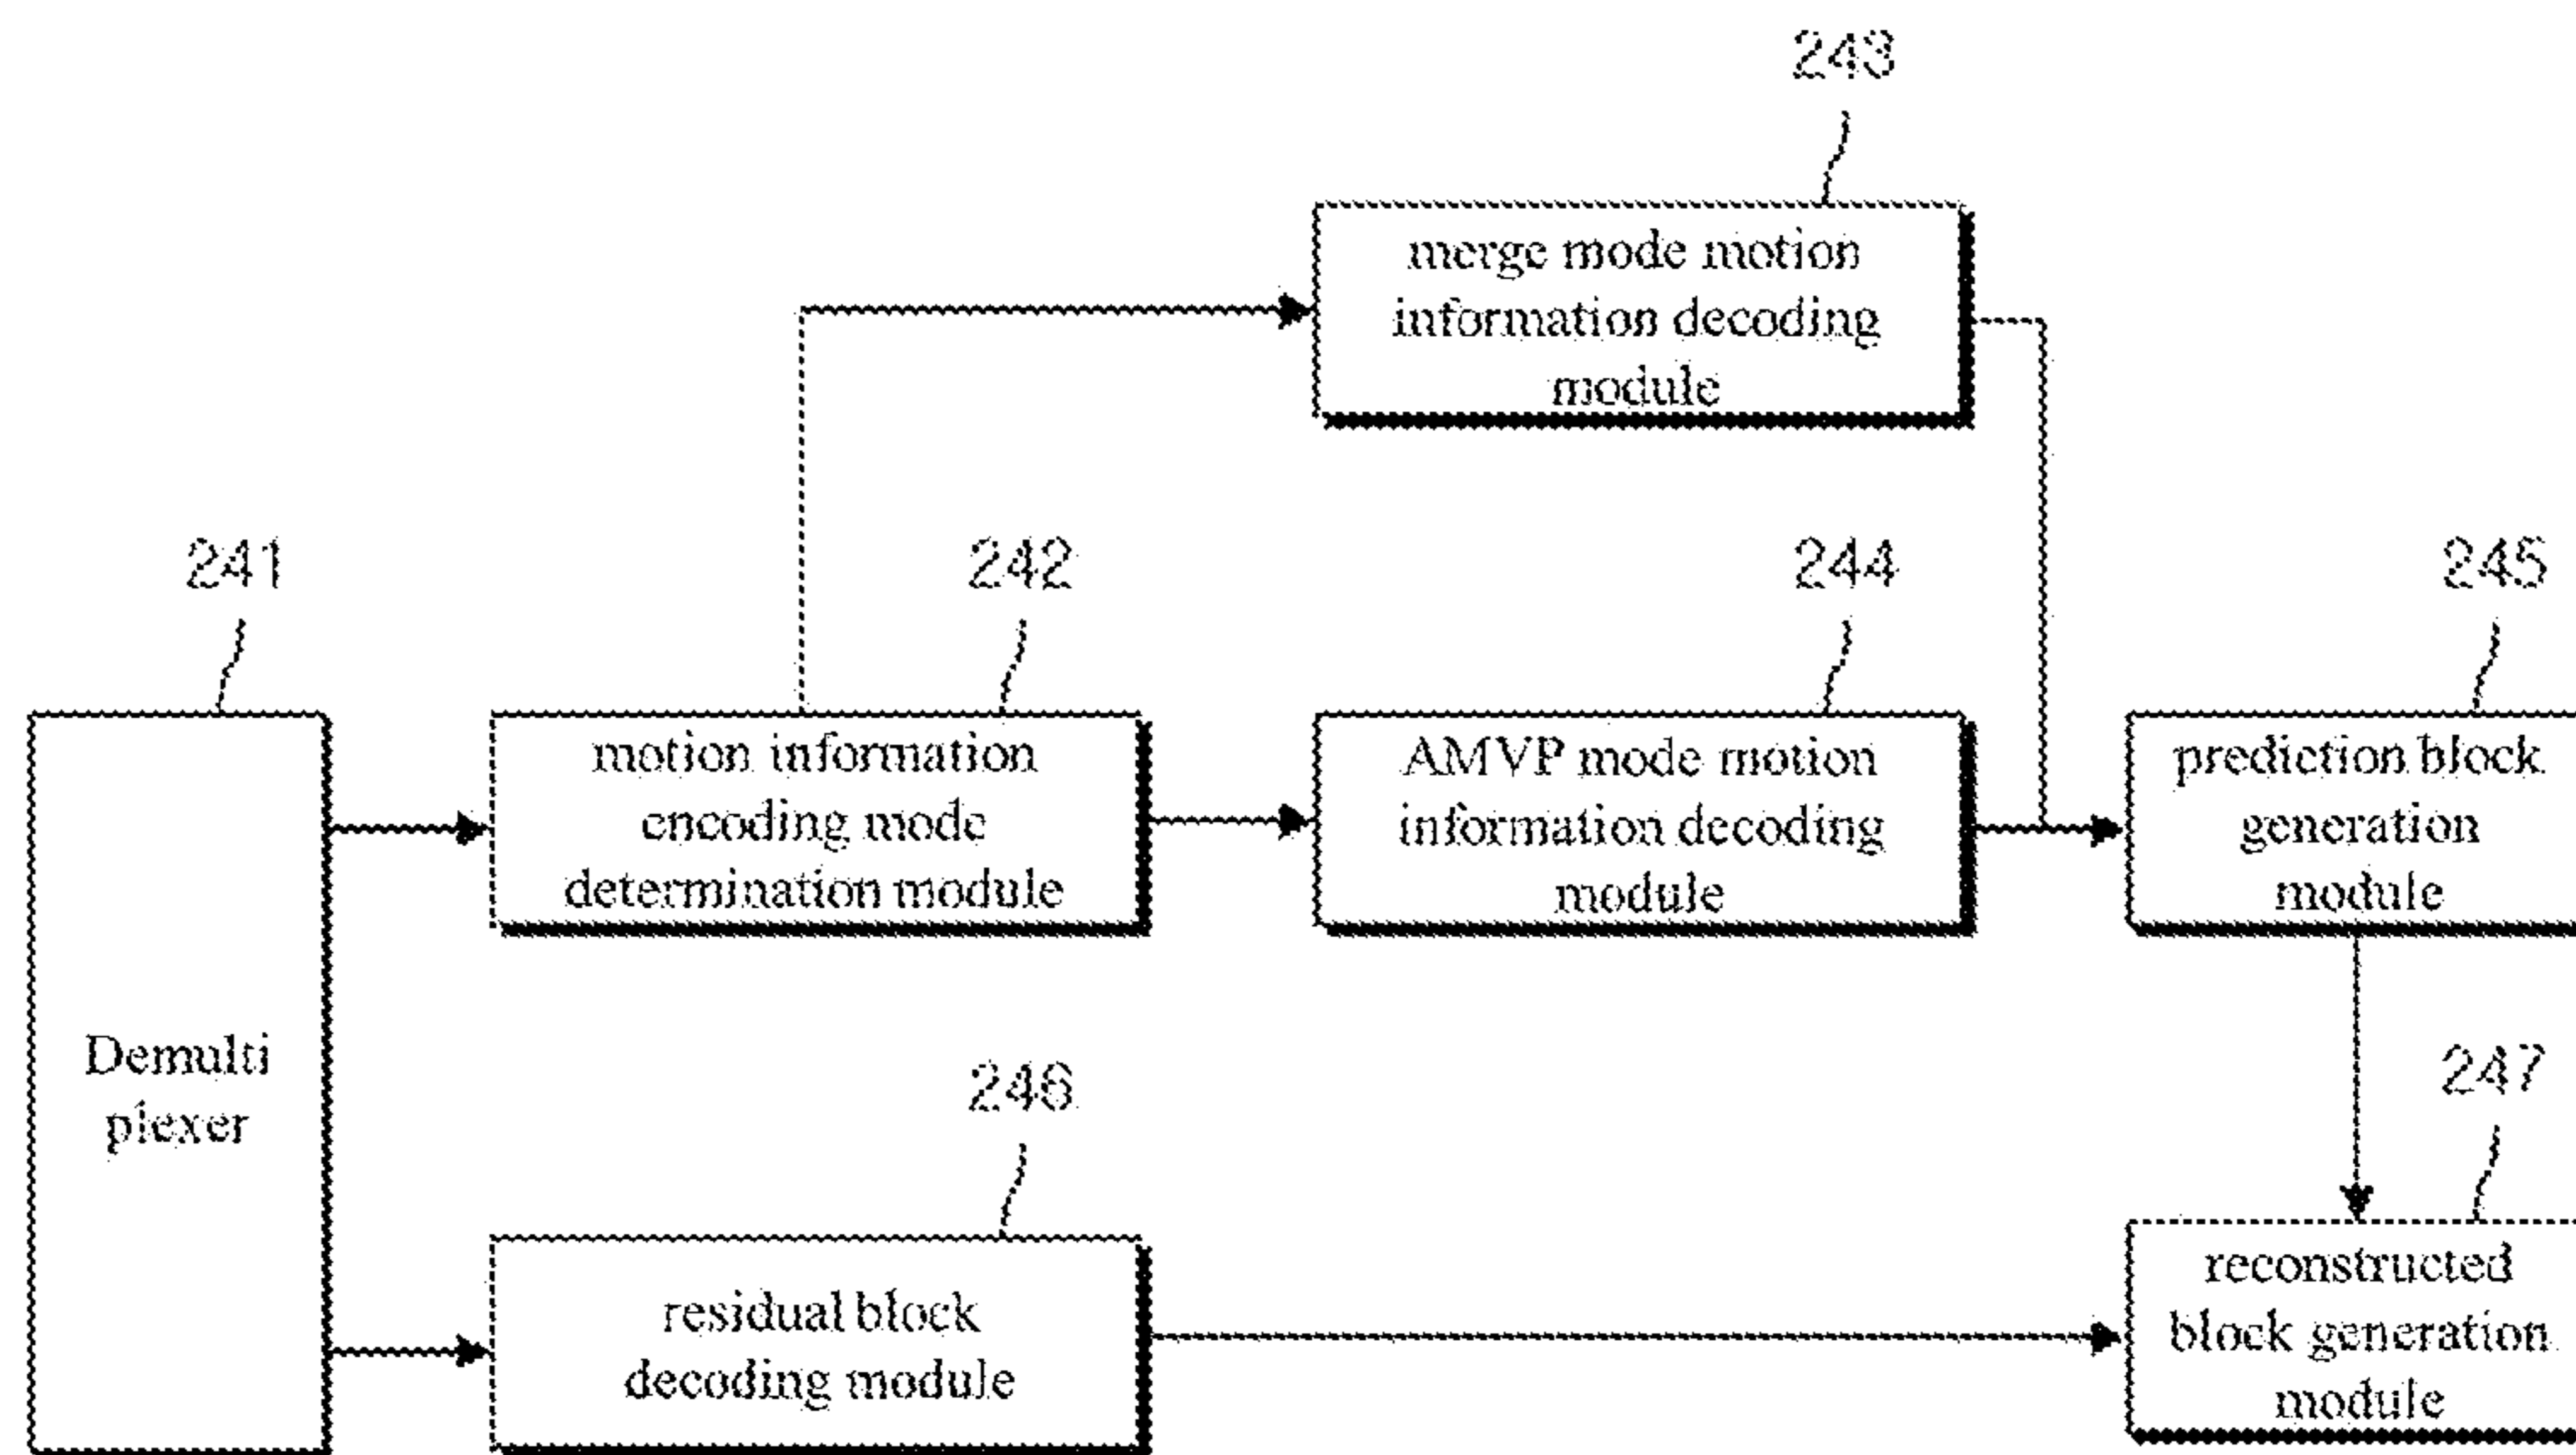 243
merge mode motion
information decoding
module
241
242
244
245
motion information
encoding mode
determination module
AMVP mode motion
information decoding
module
prediction block
generation
module
Demulti
plexer
246
247
residual block
decoding module
reconstructed
block generation
module